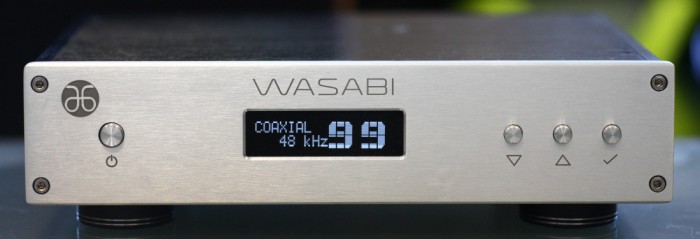 WASABI
COAXIAL
48 kHz
99